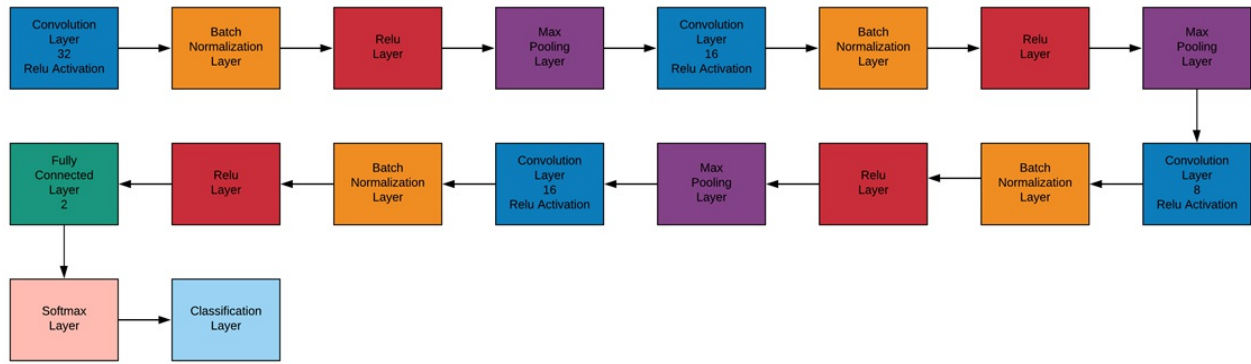 Convolution
Layer
32
Relu Activation
Batch
Normalization
Layer
Relu
Layer
Max
Pooling
Layer
Convolution
Layer
16
Relu Activation
Batch
Normalization
Layer
Relu
Layer
Max
Pooling
Layer
Convolution
Layer
8
Relu Activation
Batch
Normalization
Layer
Relu
Layer
Max
Pooling
Layer
Convolution
Layer
16
Relu Activation
Batch
Normalization
Layer
Relu
Layer
Fully
Connected
Layer
2
Softmax
Layer
Classification
Layer